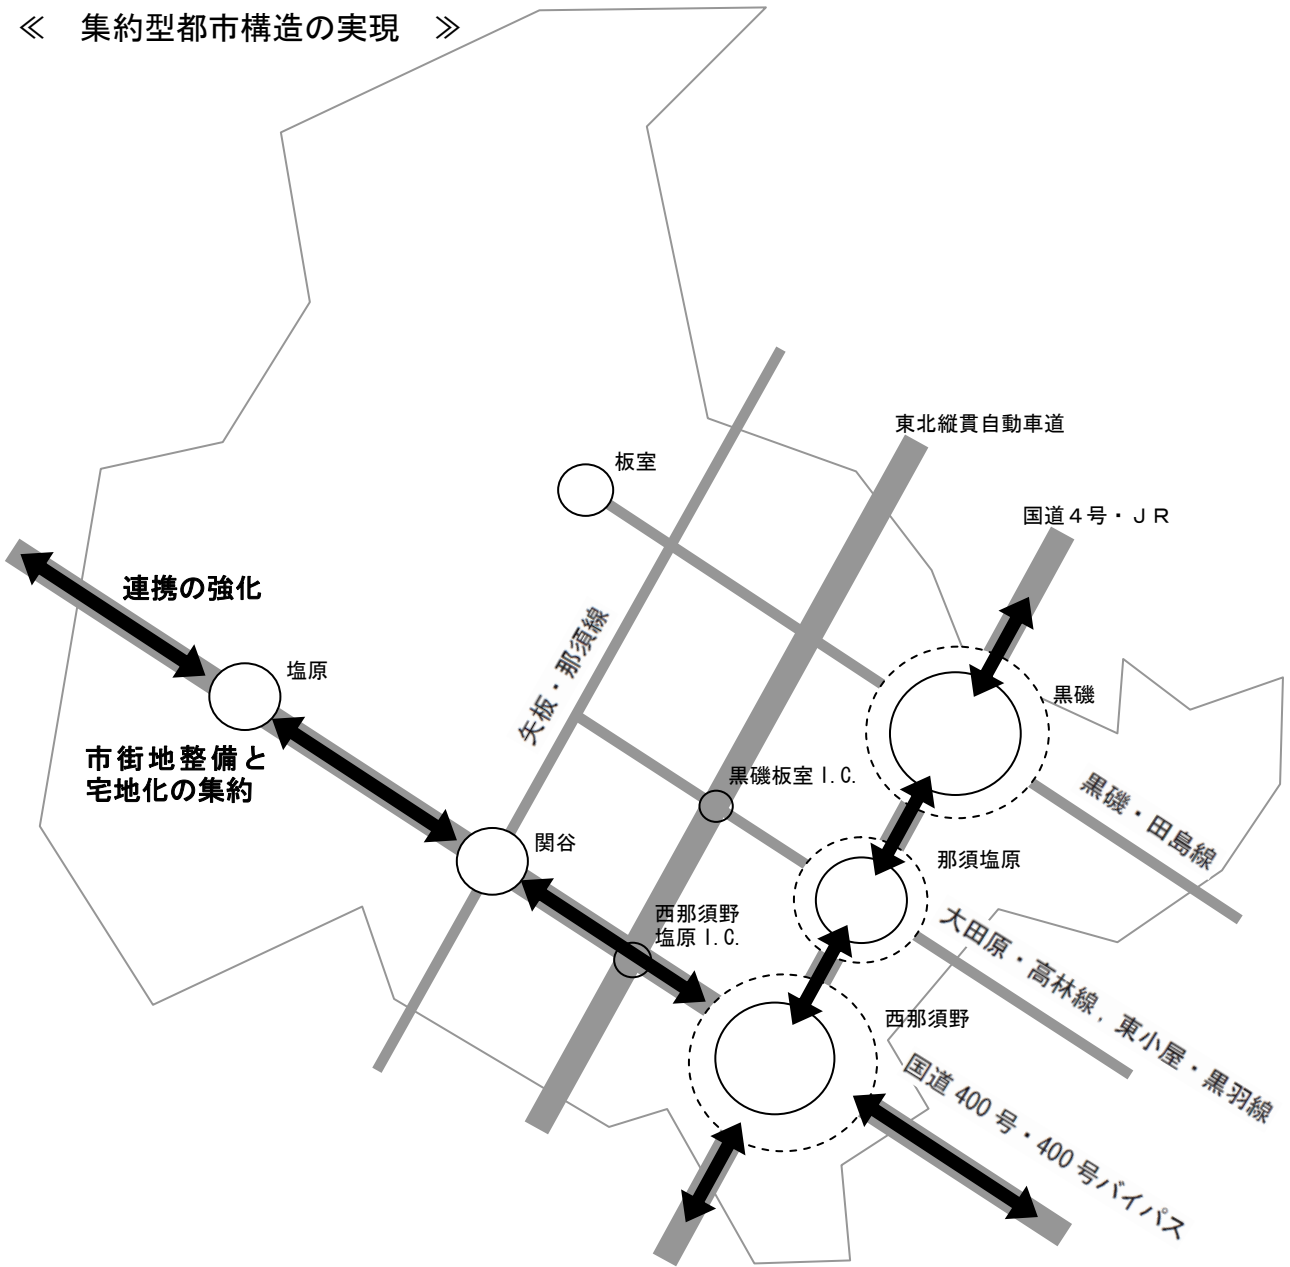 ≪　集約型都市構造の実現　≫
東北縦貫自動車道
板室
国道４号・ＪＲ
連携の強化
矢板・那須線
塩原
黒磯
市街地整備と
宅地化の集約
黒磯板室 I.C.
黒磯・田島線
関谷
那須塩原
西那須野
塩原 I.C.
大田原・高林線，東小屋・黒羽線
西那須野
国道 400 号・400 号バイパス